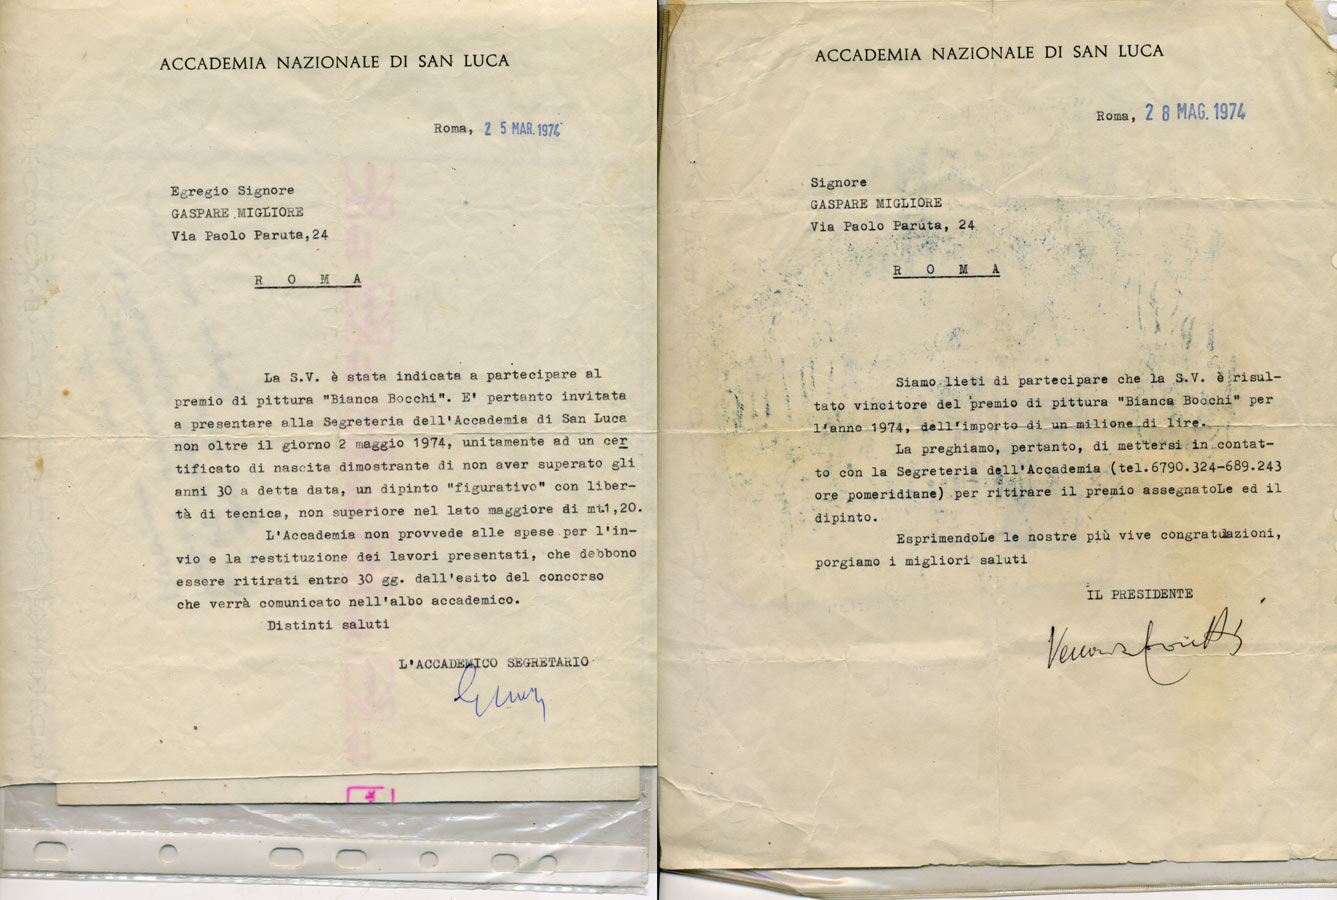 ACCADEMIA NAZIONALE DI SAN LUCA
Roma, 25 MAR. 1974
Egregio Signore
GASPARE MIGLIORE
Via Paolo Paruta,24
R O M A
La S.V. è stata indicata a partecipare al
premio di pittura "Bianca Bocchi". E' pertanto invitata
a presentare alla Segreteria dell'Accademia di San Luca
non oltre il giorno 2 maggio 1974, unitamente ad un cer
tificato di nascita dimostrante di non aver superato gli
anni 30 a detta data, un dipinto "figurativo" con liber-
tà di tecnica, non superiore nel lato maggiore di mt.1,20.
L'Accademia non provvede alle spese per l'in-
vio e la restituzione dei lavori presentati, che debbono
essere ritirati entro 30 gg. dall'esito del concorso
che verrà comunicato nell'albo accademico.
Distinti saluti
L'ACCADEMICO SEGRETARIO
ACCADEMIA NAZIONALE DI SAN LUCA
Roma, 28 MAG. 1974
Signore
GASPARE MIGLIORE
Via Paolo Paruta, 24
R O M A
Siamo lieti di partecipare che la S.V. è risul-
tato vincitore del premio di pittura "Bianca Bocchi" per
l'anno 1974, dell'importo di un milione di lire.
La preghiamo, pertanto, di mettersi in contat-
to con la Segreteria dell'Accademia (tel.6790.324-689.243
ore pomeridiane) per ritirare il premio assegnatoLe ed il
dipinto.
EsprimendoLe le nostre più vive congratulazioni,
porgiamo i migliori saluti
IL PRESIDENTE